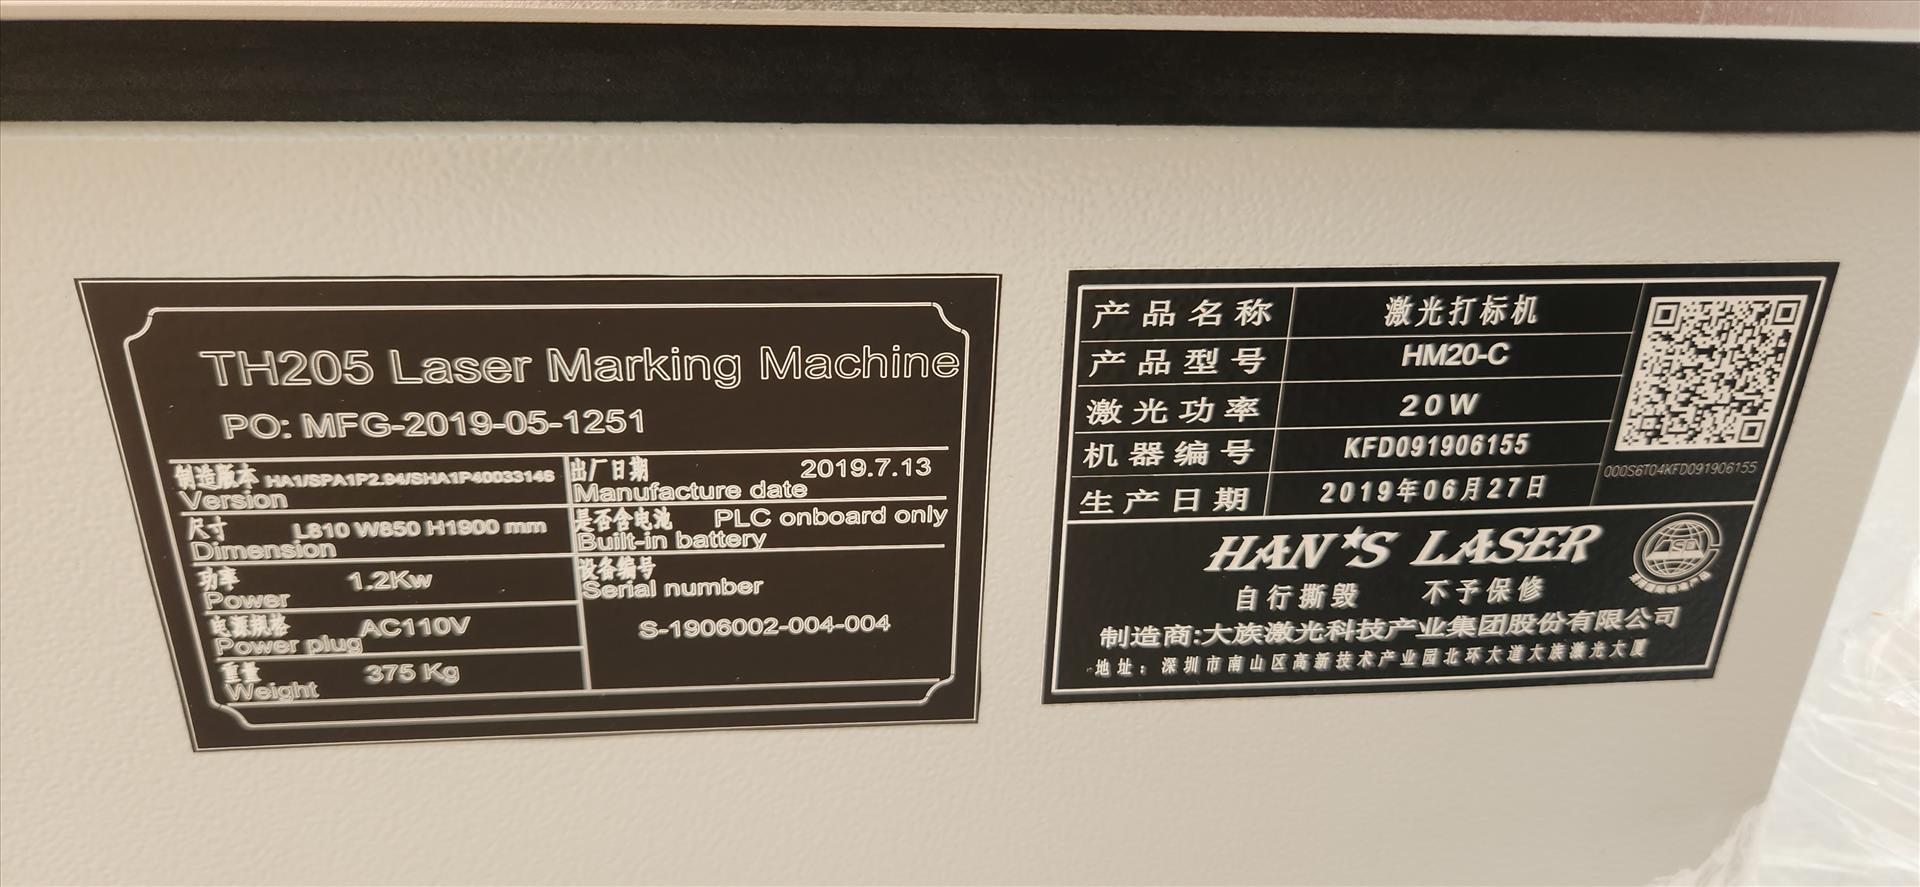 TH205 Laser Marking Machine
PO: MFG-2019-05-1251
制造版本 HA1/SPA1P2.94/SHA1P40033146
Version
出厂日期 2019.7.13
Manufacture date
尺寸 L810 W850 H1900 mm
Dimension
是否含电池 PLC onboard only
Built-in battery
功率 1.2Kw
Power
设备编号
Serial number
S-1906002-004-004
电源规格 AC110V
Power plug
重量 375 Kg
Weight
产品名称 激光打标机
产品型号 HM20-C
激光功率 20W
机器编号 KFD091906155
生产日期 2019年06月27日
000S6T04KFD091906155
HAN★S LASER
自行撕毁 不予保修
制造商:大族激光科技产业集团股份有限公司
地址：深圳市南山区高新技术产业园北环大道大族激光大厦